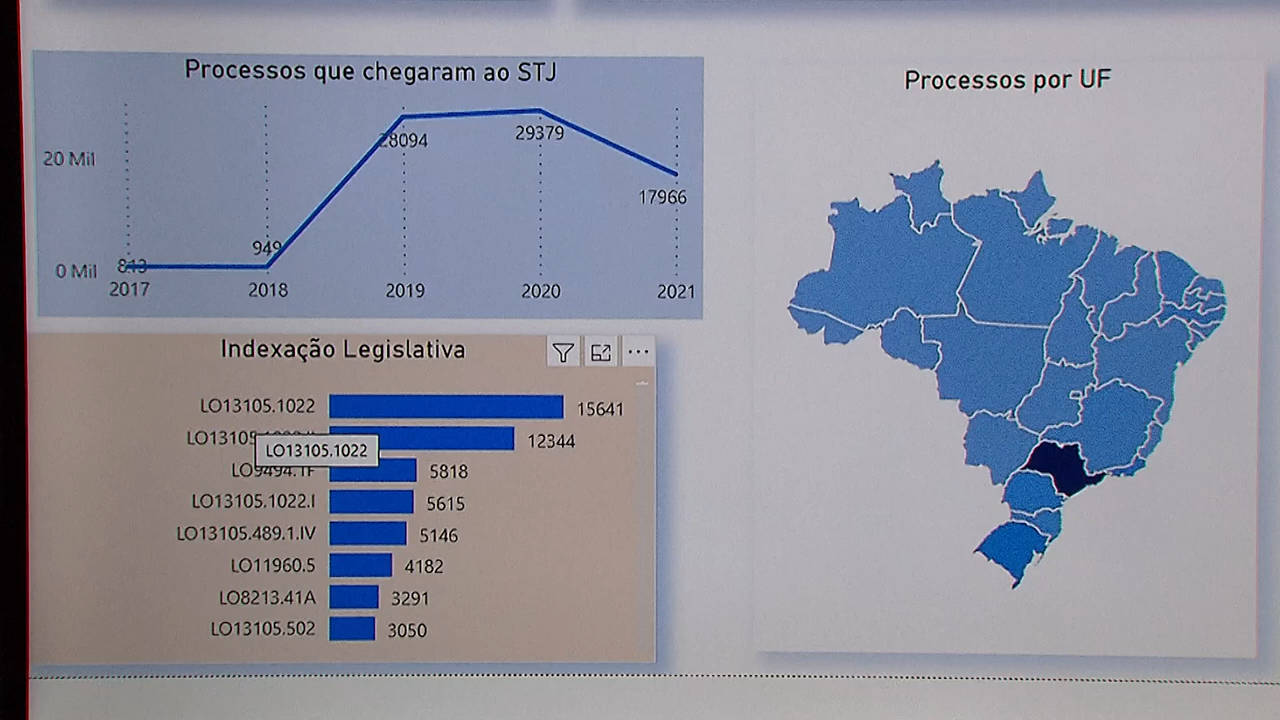 Processos que chegaram ao STJ
20 Mil
0 Mil
813
949
28094
29379
17966
2017
2018
2019
2020
2021
Indexação Legislativa
LO13105.1022 15641
12344
LO13105.1022
LO9494.1F 5818
LO13105.1022.I 5615
LO13105.489.1.IV 5146
LO11960.5 4182
LO8213.41A 3291
LO13105.502 3050
Processos por UF